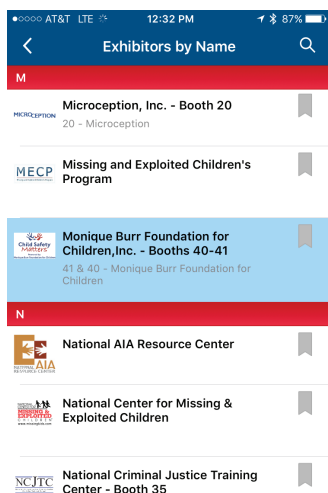 AT&T LTE 12:32 PM 87%
Exhibitors by Name
M
MICROCEPTION
Microception, Inc. - Booth 20
20 - Microception
MECP
Missing and Exploited Children's
Program
Child Safety
Matters
Monique Burr Foundation for
Children,Inc. - Booths 40-41
41 & 40 - Monique Burr Foundation for
Children
N
NATIONAL AIA
RESOURCE CENTER
National AIA Resource Center
MISSING &
EXPLOITED
CHILDREN
National Center for Missing &
Exploited Children
NCJTC
National Criminal Justice Training
Center - Booth 35